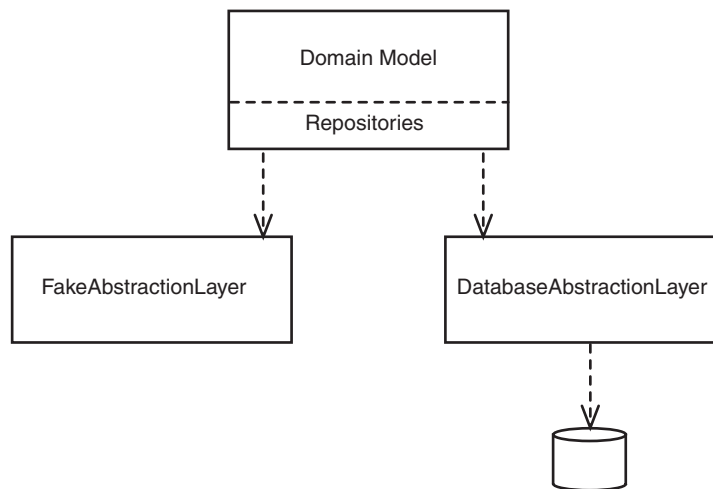 Domain Model
Repositories
FakeAbstractionLayer
DatabaseAbstractionLayer